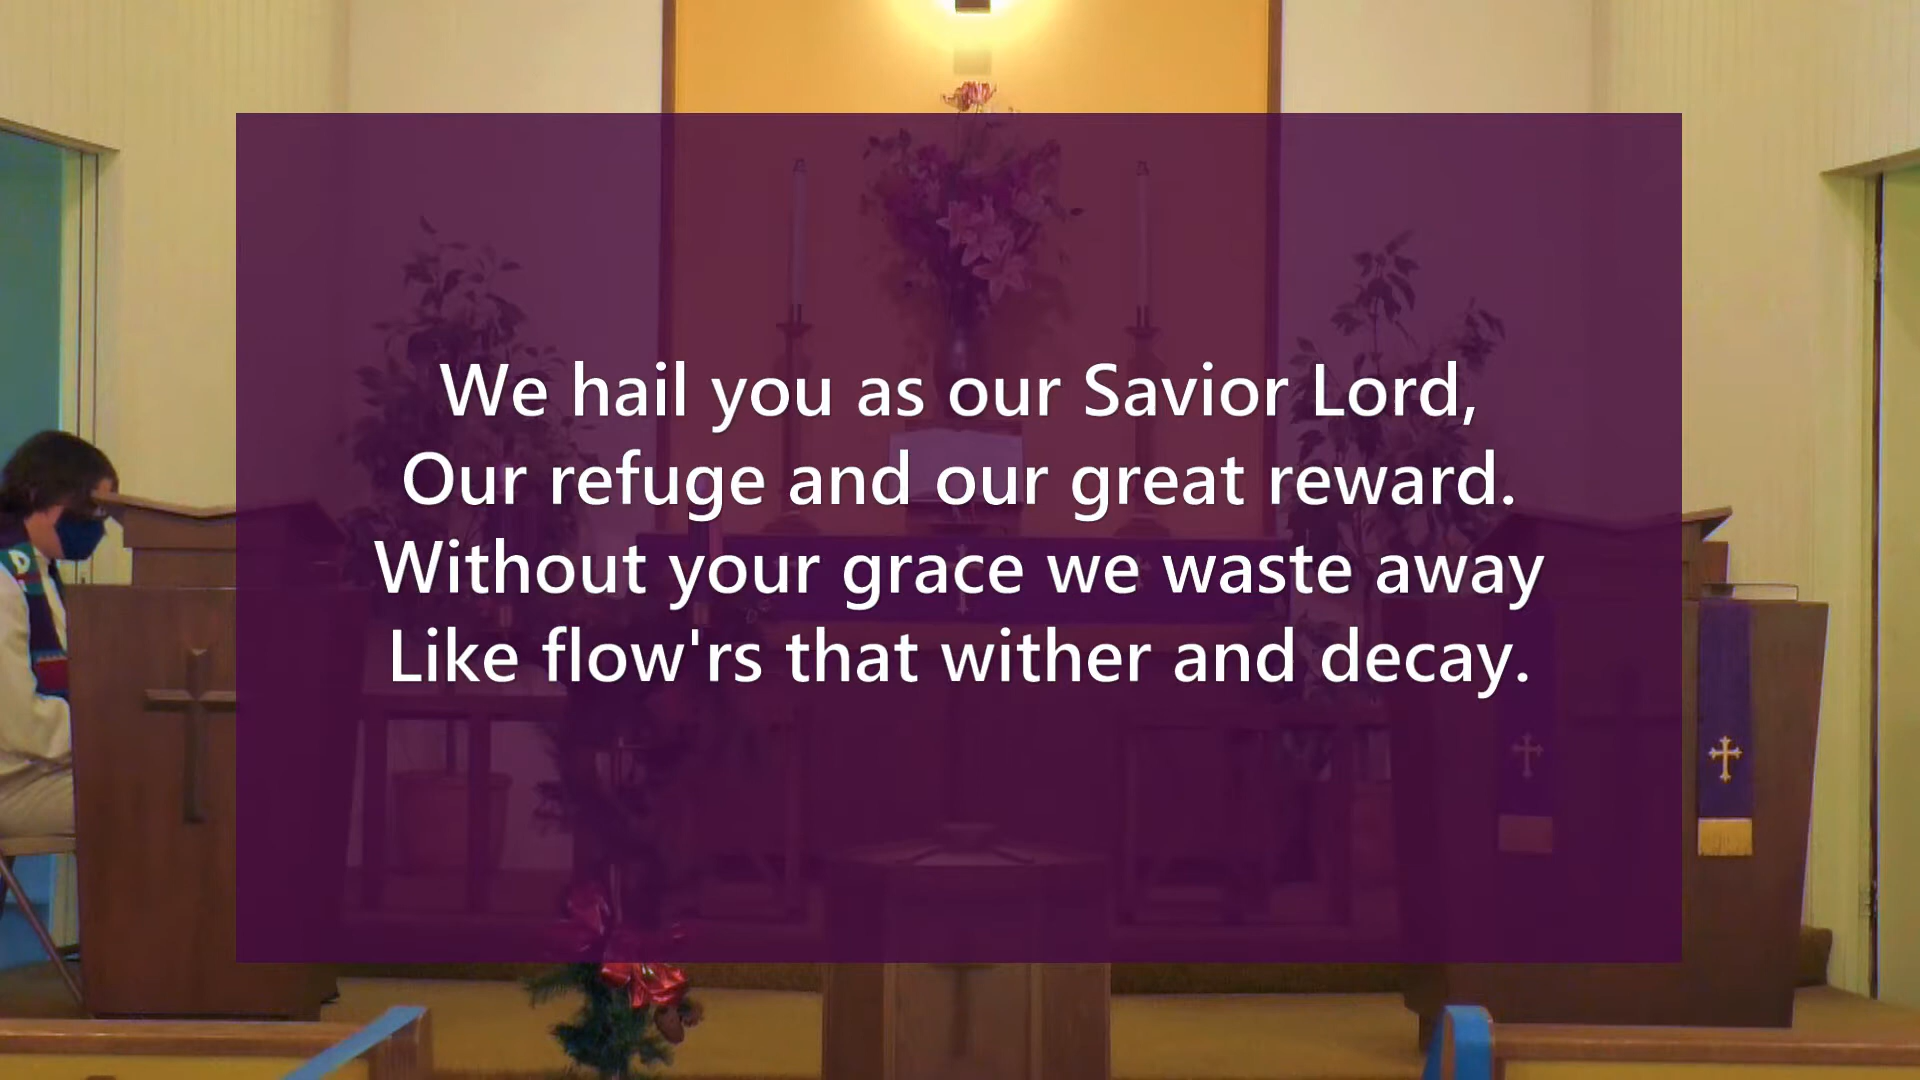 We hail you as our Savior Lord,
Our refuge and our great reward.
Without your grace we waste away
Like flow'rs that wither and decay.